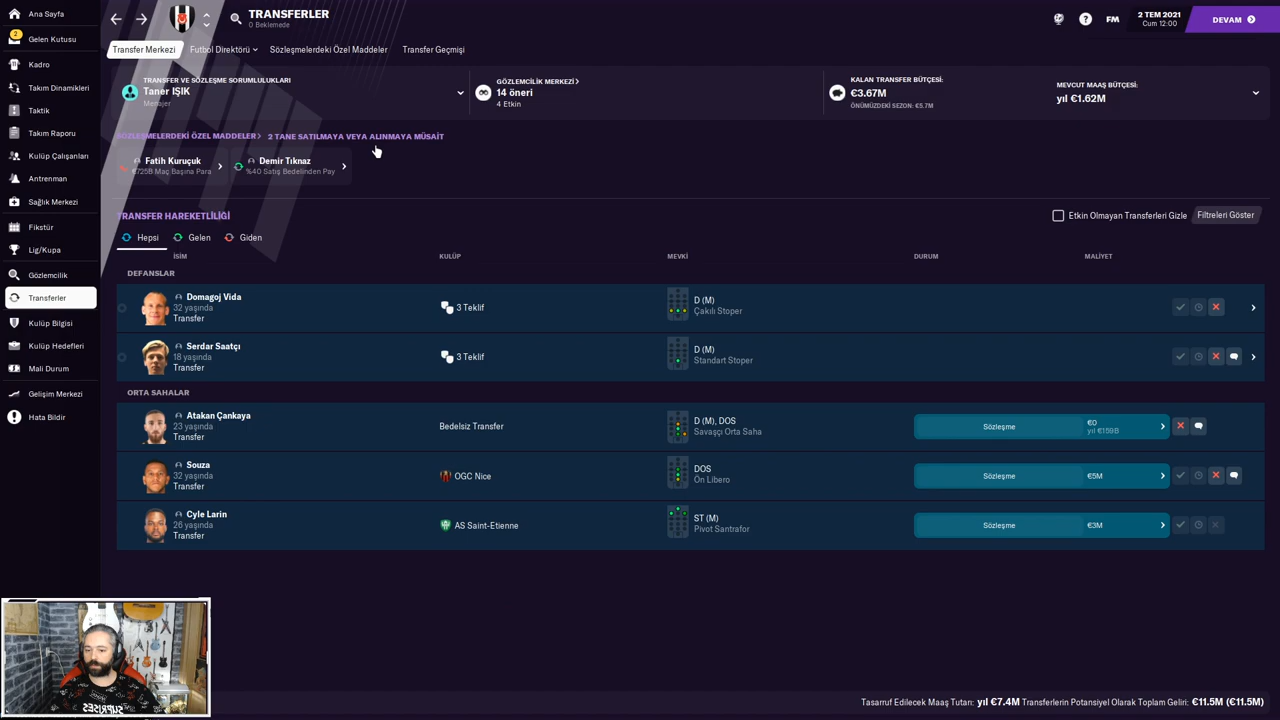 Ana Sayfa
2
Gelen Kutusu
Kadro
Takım Dinamikleri
Taktik
Takım Raporu
Kulüp Çalışanları
Antrenman
Sağlık Merkezi
Fikstür
Lig/Kupa
Gözlemcilik
Transferler
Kulüp Bilgisi
Kulüp Hedefleri
Mali Durum
Gelişim Merkezi
Hata Bildir
TRANSFERLER
0 Beklemede
FM
2 TEM 2021
Cum 12:00
DEVAM
Transfer Merkezi
Futbol Direktörü
Sözleşmelerdeki Özel Maddeler
Transfer Geçmişi
TRANSFER VE SÖZLEŞME SORUMLULUKLARI
Taner IŞIK
Menajer
GÖZLEMCİLİK MERKEZİ
14 öneri
4 Etkin
KALAN TRANSFER BÜTÇESİ:
€3.67M
ÖNÜMÜZDEKİ SEZON: €5.7M
MEVCUT MAAŞ BÜTÇESİ:
yıl €1.62M
SÖZLEŞMELERDEKİ ÖZEL MADDELER
2 TANE SATILMAYA VEYA ALINMAYA MÜSAİT
Fatih Kuruçuk
€725B Maç Başına Para
Demir Tıknaz
%40 Satış Bedelinden Pay
TRANSFER HAREKETLİLİĞİ
Etkin Olmayan Transferleri Gizle
Filtreleri Göster
Hepsi
Gelen
Giden
İSİM
KULÜP
MEVKİ
DURUM
MALİYET
DEFANSLAR
Domagoj Vida
32 yaşında
Transfer
3 Teklif
D (M)
Çakılı Stoper
Serdar Saatçı
18 yaşında
Transfer
3 Teklif
D (M)
Standart Stoper
ORTA SAHALAR
Atakan Çankaya
23 yaşında
Transfer
Bedelsiz Transfer
D (M), DOS
Savaşçı Orta Saha
Sözleşme
€0
yıl €159B
Souza
32 yaşında
Transfer
OGC Nice
DOS
Ön Libero
Sözleşme
€5M
Cyle Larin
26 yaşında
Transfer
AS Saint-Etienne
ST (M)
Pivot Santrafor
Sözleşme
€3M
Tasarruf Edilecek Maaş Tutarı: yıl €7.4M Transferlerin Potansiyel Olarak Toplam Geliri: €11.5M (€11.5M)